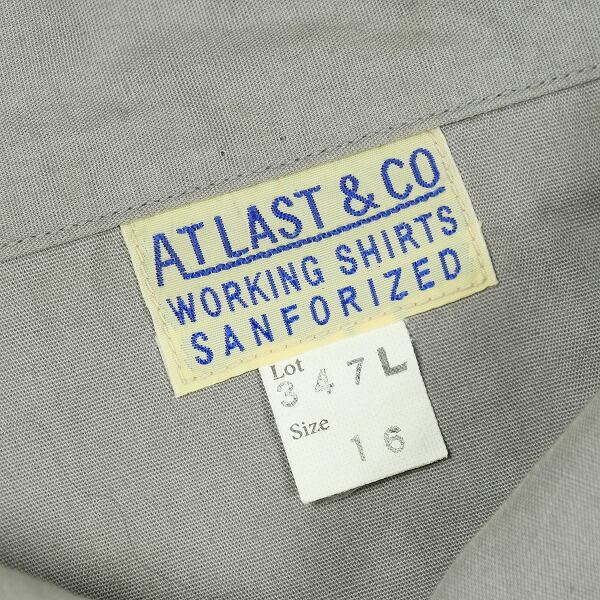 AT LAST & CO
WORKING SHIRTS
SANFORIZED
Lot
347L
Size
16